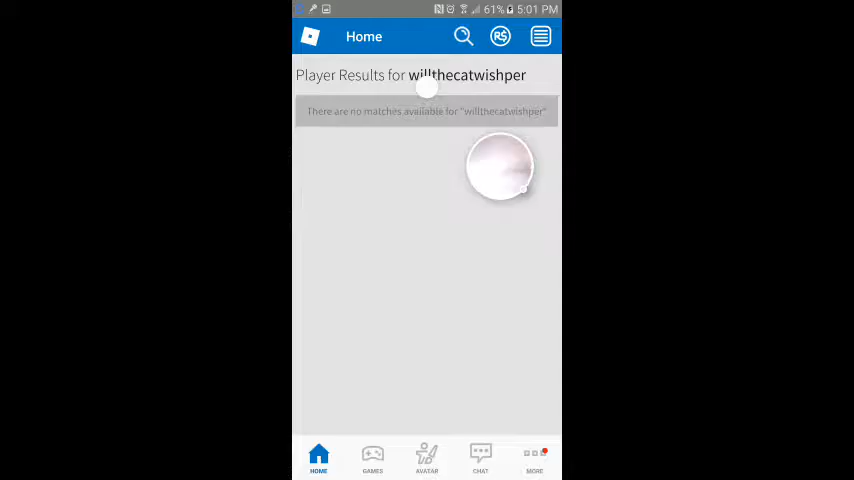 61% 5:01 PM
Home R$
Player Results for willthecatwishper
There are no matches available for "willthecatwishper"
HOME GAMES AVATAR CHAT MORE